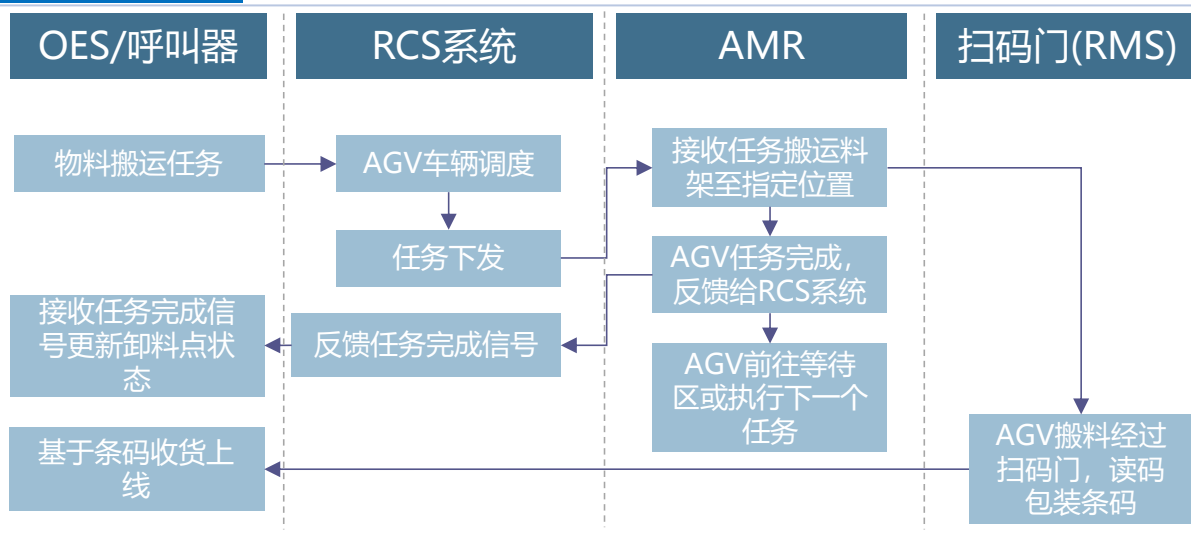 OES/呼叫器
RCS系统
AMR
扫码门(RMS)
物料搬运任务
AGV车辆调度
接收任务搬运料
架至指定位置
任务下发
AGV任务完成，
反馈给RCS系统
接收任务完成信
号更新卸料点状
态
反馈任务完成信号
AGV前往等待
区或执行下一个
任务
基于条码收货上
线
AGV搬料经过
扫码门，读码
包装条码